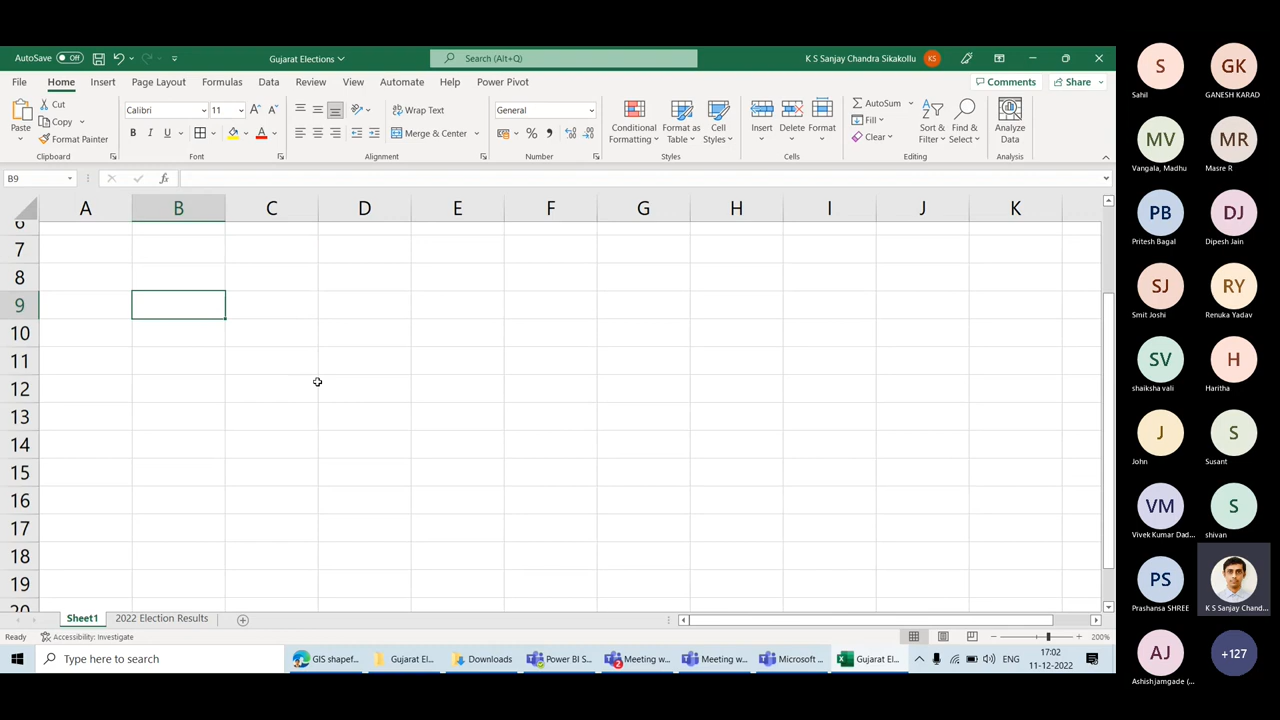 AutoSave Off
Gujarat Elections
Search (Alt+Q)
K S Sanjay Chandra Sikakollu KS
File Home Insert Page Layout Formulas Data Review View Automate Help Power Pivot
Comments Share
Paste
Cut
Copy
Format Painter
Clipboard
Calibri 11
B I U
Font
Wrap Text
Merge & Center
Alignment
General
Number
Conditional Formatting
Format as Table
Cell Styles
Styles
Insert Delete Format
Cells
AutoSum
Fill
Clear
Sort & Filter
Find & Select
Editing
Analyze Data
Analysis
B9 fx
A B C D E F G H I J K
6
7
8
9
10
11
12
13
14
15
16
17
18
19
20
Sheet1 2022 Election Results
Ready Accessibility: Investigate 200%
Type here to search
GIS shapef...
Gujarat El...
Downloads
Power BI S...
2 Meeting w...
Meeting w...
Microsoft ...
Gujarat El...
ENG
17:02
11-12-2022
S GK
Sahil GANESH KARAD
MV MR
Vangala, Madhu Masre R
PB DJ
Pritesh Bagal Dipesh Jain
SJ RY
Smit Joshi Renuka Yadav
SV H
shaiksha vali Haritha
J S
John Susant
VM S
Vivek Kumar Dad... shivan
PS
Prashansa SHREE K S Sanjay Chand...
AJ +127
Ashish jamgade (...